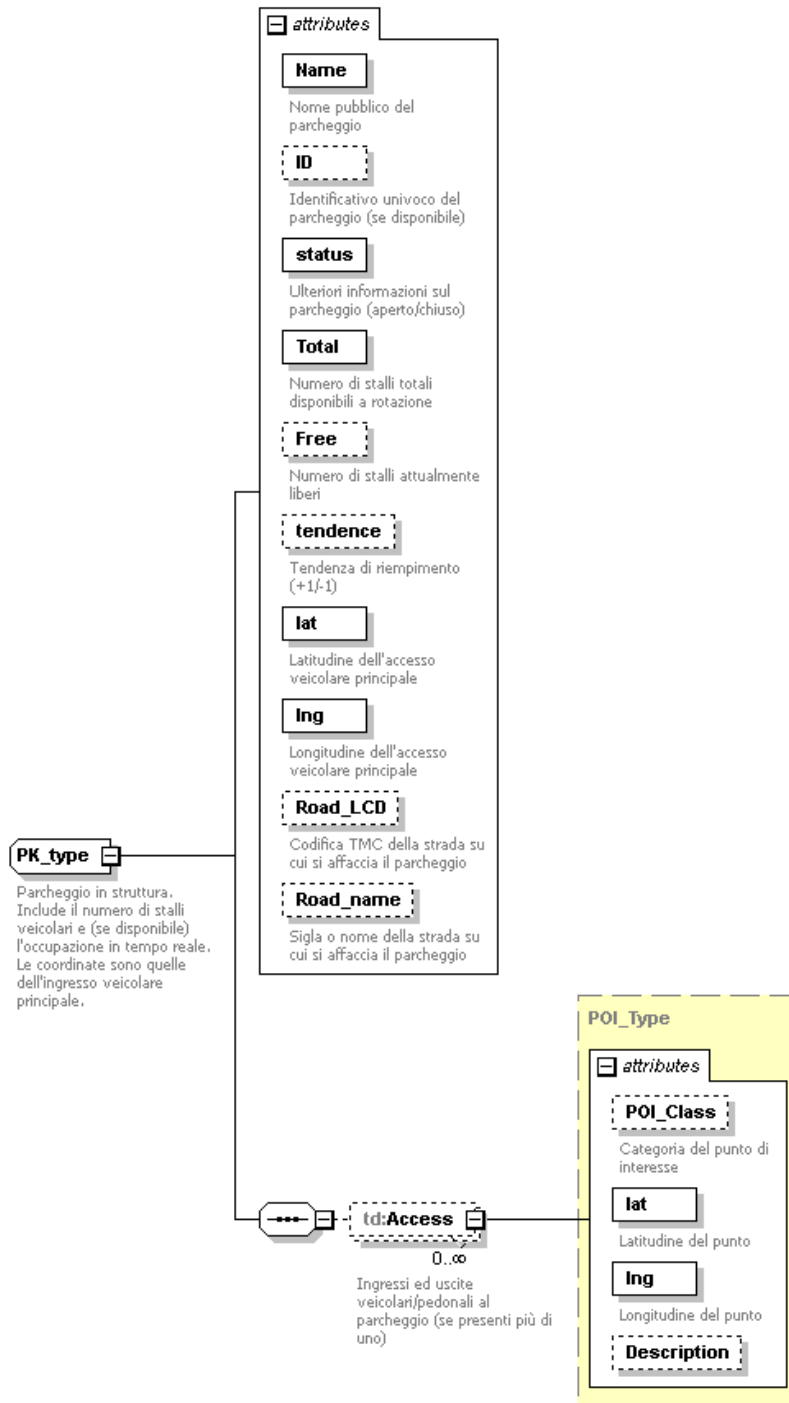 attributes
Name
Nome pubblico del
parcheggio
ID
Identificativo univoco del
parcheggio (se disponibile)
status
Ulteriori informazioni sul
parcheggio (aperto/chiuso)
Total
Numero di stalli totali
disponibili a rotazione
Free
Numero di stalli attualmente
liberi
tendence
Tendenza di riempimento
(+1/-1)
lat
Latitudine dell'accesso
veicolare principale
lng
Longitudine dell'accesso
veicolare principale
Road_LCD
Codifica TMC della strada su
cui si affaccia il parcheggio
Road_name
Sigla o nome della strada su
cui si affaccia il parcheggio
PK_type
Parcheggio in struttura.
Include il numero di stalli
veicolari e (se disponibile)
l'occupazione in tempo reale.
Le coordinate sono quelle
dell'ingresso veicolare
principale.
POI_Type
attributes
POI_Class
Categoria del punto di
interesse
lat
Latitudine del punto
lng
Longitudine del punto
Description
td:Access
0..∞
Ingressi ed uscite
veicolari/pedonali al
parcheggio (se presenti più di
uno)